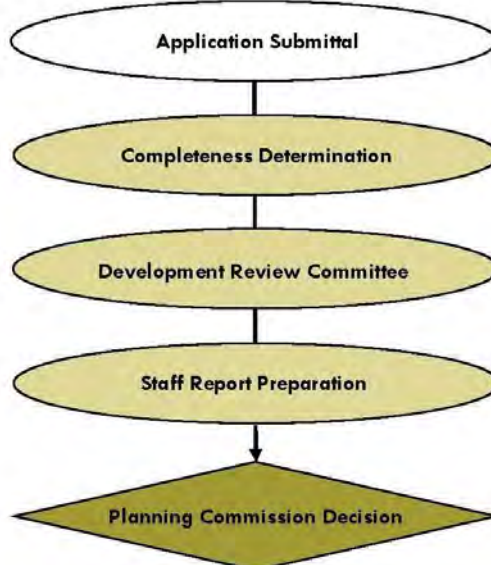 Application Submittal
Completeness Determination
Development Review Committee
Staff Report Preparation
Planning Commission Decision